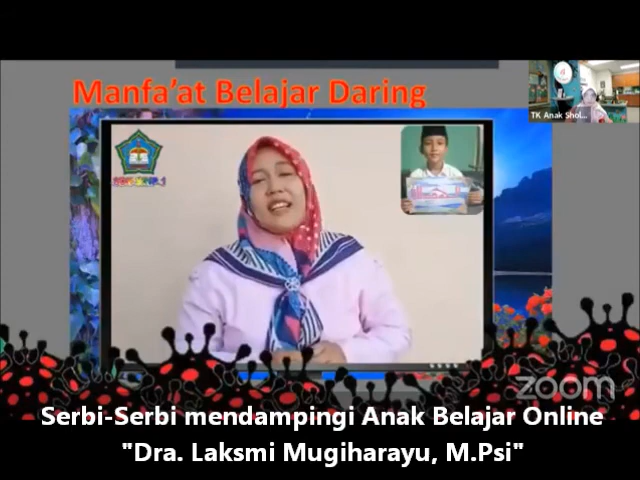 Manfa'at Belajar Daring
TK Anak Shol...
zoom
Serbi-Serbi mendampingi Anak Belajar Online
"Dra. Laksmi Mugiharayu, M.Psi"